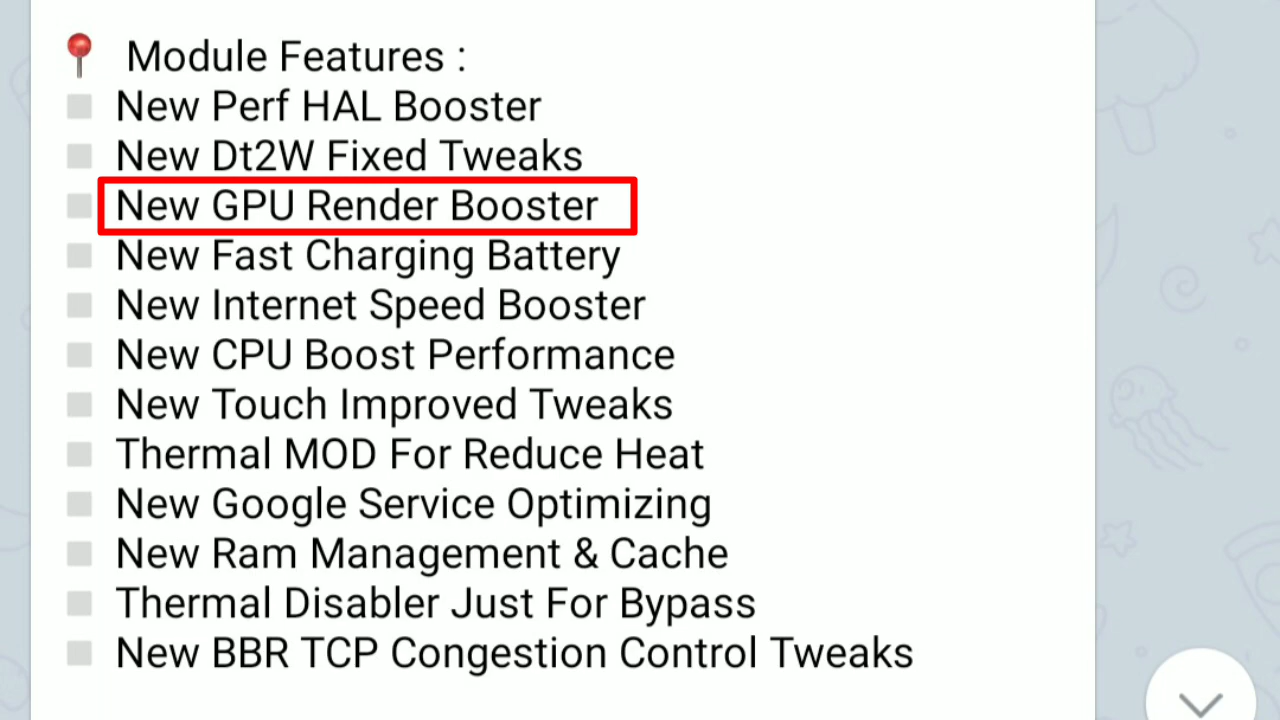 📍 Module Features :
◽ New Perf HAL Booster
◽ New Dt2W Fixed Tweaks
◽ New GPU Render Booster
◽ New Fast Charging Battery
◽ New Internet Speed Booster
◽ New CPU Boost Performance
◽ New Touch Improved Tweaks
◽ Thermal MOD For Reduce Heat
◽ New Google Service Optimizing
◽ New Ram Management & Cache
◽ Thermal Disabler Just For Bypass
◽ New BBR TCP Congestion Control Tweaks